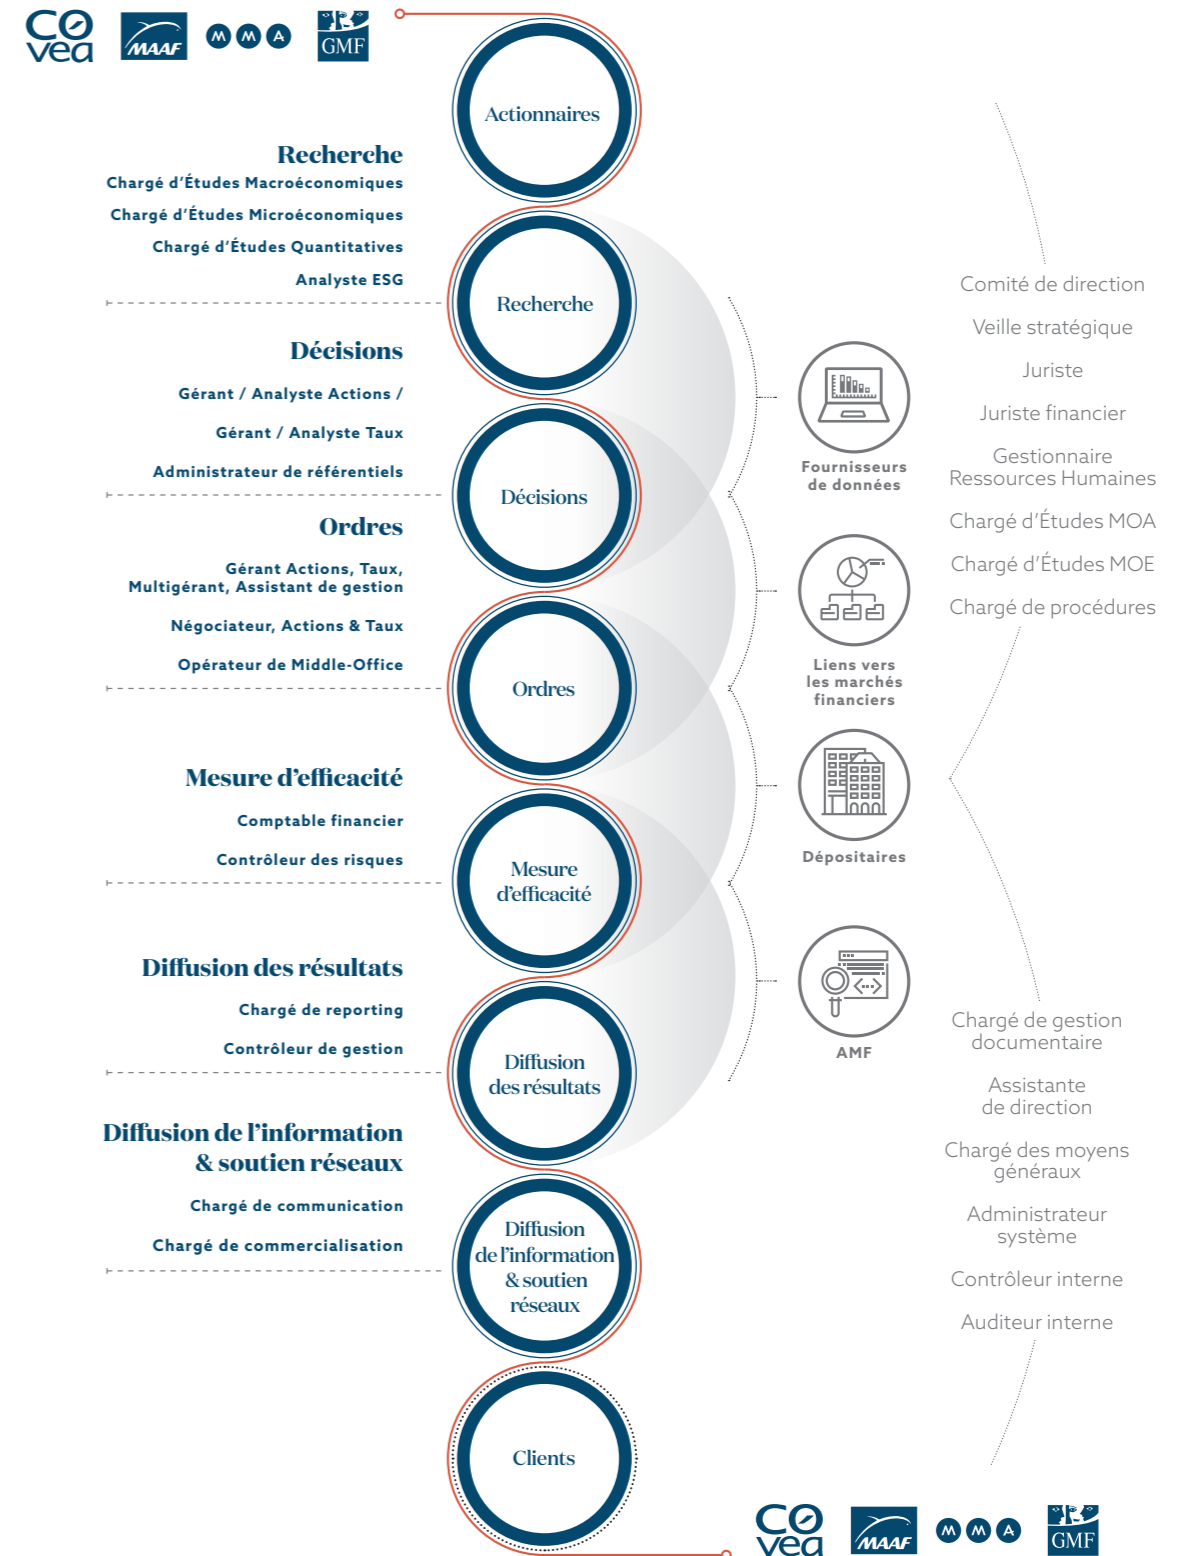 COvea
MAAF
MMA
GMF
Actionnaires
Recherche
Chargé d'Études Macroéconomiques
Chargé d'Études Microéconomiques
Chargé d'Études Quantitatives
Analyste ESG
Recherche
Décisions
Gérant / Analyste Actions /
Gérant / Analyste Taux
Administrateur de référentiels
Décisions
Ordres
Gérant Actions, Taux,
Multigérant, Assistant de gestion
Négociateur, Actions & Taux
Opérateur de Middle-Office
Ordres
Mesure d'efficacité
Comptable financier
Contrôleur des risques
Mesure
d'efficacité
Diffusion des résultats
Chargé de reporting
Contrôleur de gestion
Diffusion
des résultats
Diffusion de l'information
& soutien réseaux
Chargé de communication
Chargé de commercialisation
Diffusion
de l'information
& soutien
réseaux
Clients
Fournisseurs
de données
Liens vers
les marchés
financiers
Dépositaires
AMF
Comité de direction
Veille stratégique
Juriste
Juriste financier
Gestionnaire
Ressources Humaines
Chargé d'Études MOA
Chargé d'Études MOE
Chargé de procédures
Chargé de gestion
documentaire
Assistante
de direction
Chargé des moyens
généraux
Administrateur
système
Contrôleur interne
Auditeur interne
COvea
MAAF
MMA
GMF